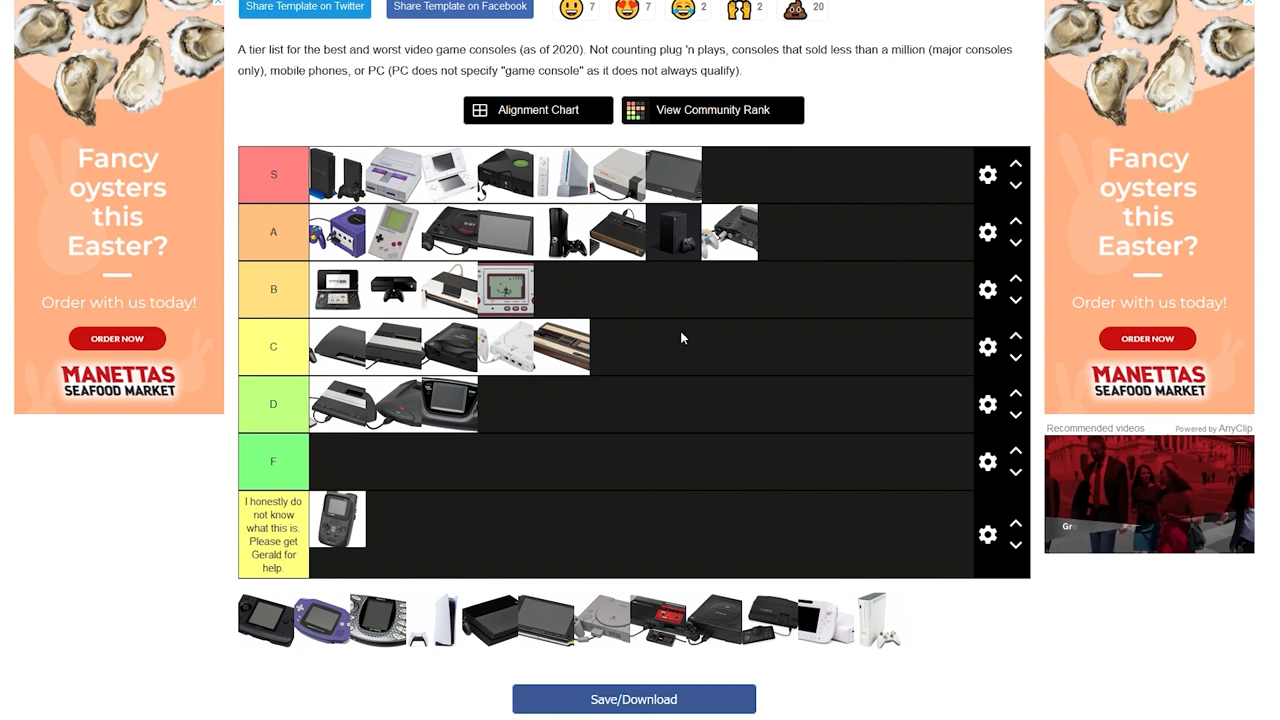 Share Template on Twitter
Share Template on Facebook
7
7
2
2
20
A tier list for the best and worst video game consoles (as of 2020). Not counting plug 'n plays, consoles that sold less than a million (major consoles
only), mobile phones, or PC (PC does not specify "game console" as it does not always qualify).
Alignment Chart
View Community Rank
S
A
B
C
D
F
I honestly do
not know
what this is.
Please get
Gerald for
help.
Save/Download
Fancy
oysters
this
Easter?
Order with us today!
ORDER NOW
MANETTAS
SEAFOOD MARKET
Fancy
oysters
this
Easter?
Order with us today!
ORDER NOW
MANETTAS
SEAFOOD MARKET
Recommended videos
Powered by AnyClip
Gr